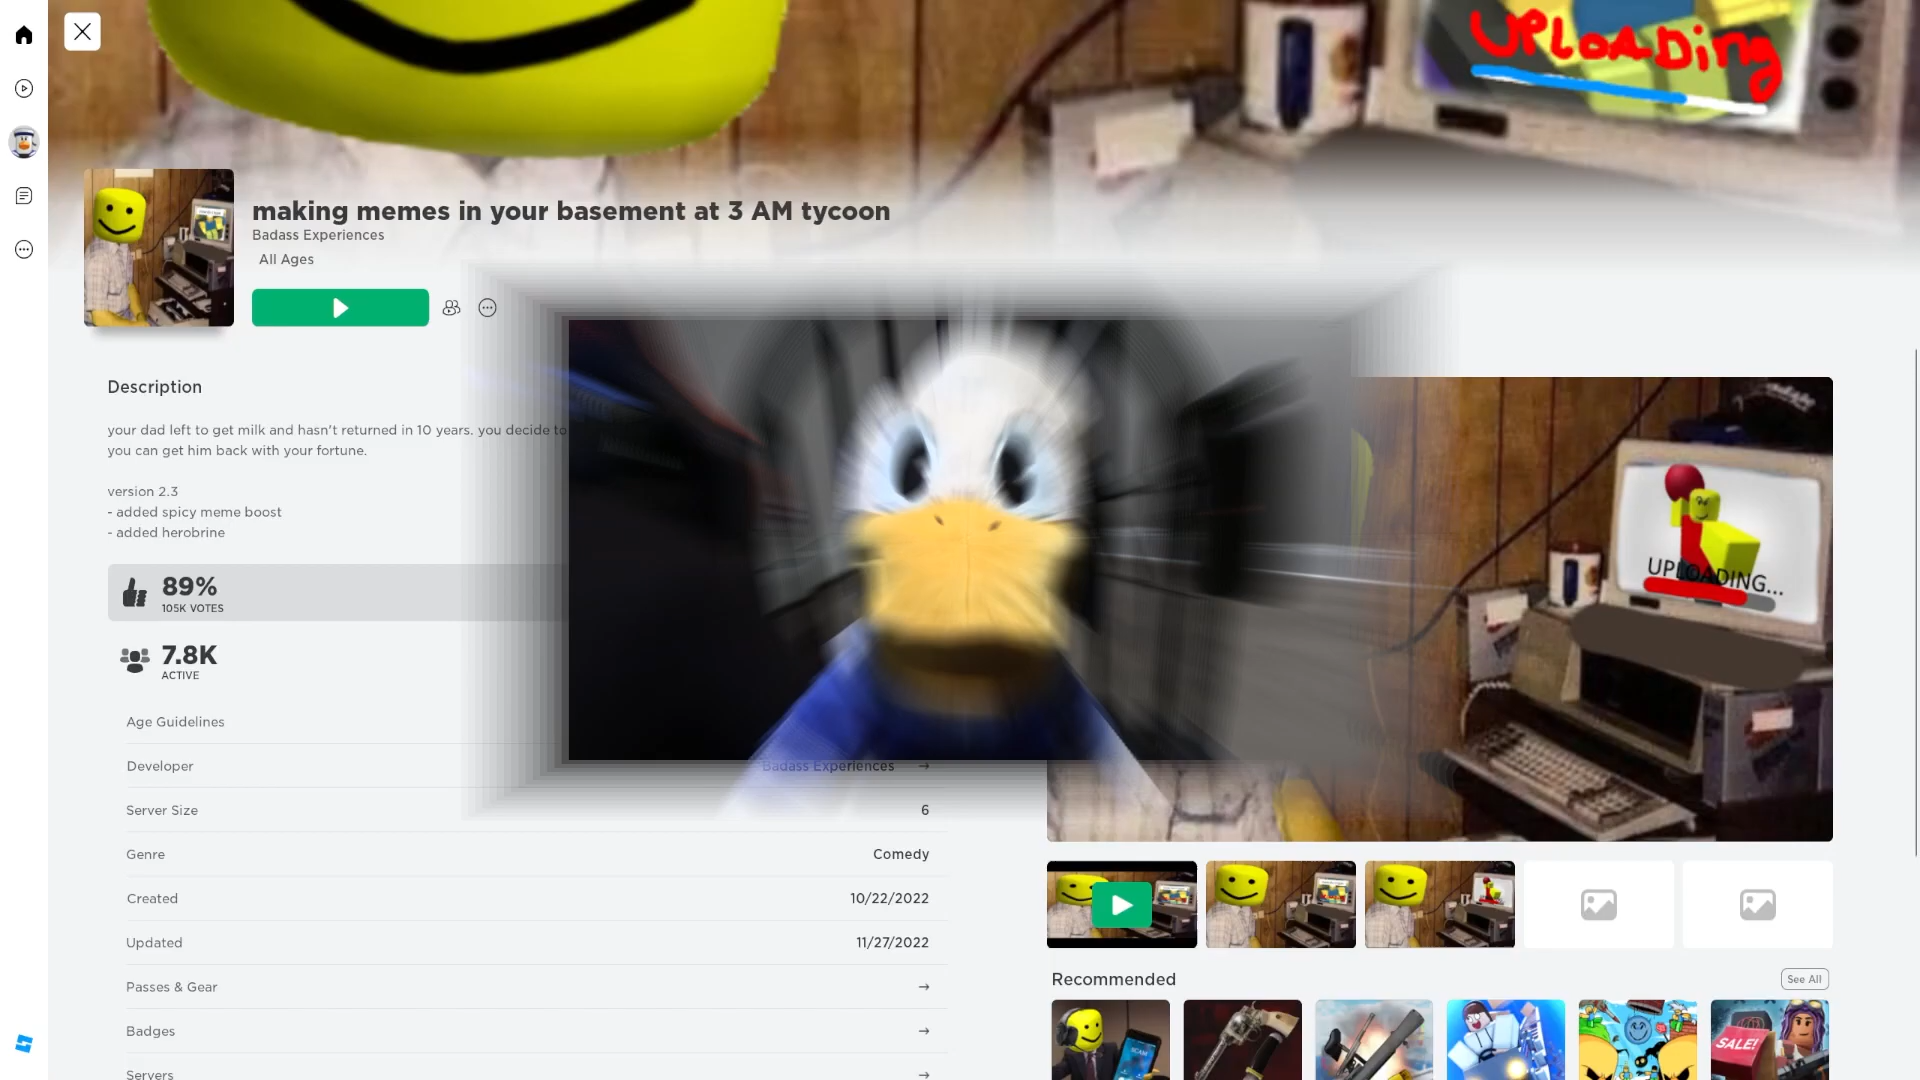 UPLOADing
making memes in your basement at 3 AM tycoon
Badass Experiences
All Ages
Description
your dad left to get milk and hasn't returned in 10 years. you decide to
you can get him back with your fortune.
version 2.3
- added spicy meme boost
- added herobrine
89%
105K VOTES
7.8K
ACTIVE
Age Guidelines
Developer
Badass Experiences →
Server Size
6
Genre
Comedy
Created
10/22/2022
Updated
11/27/2022
Passes & Gear →
Badges →
Servers →
UPLOADING...
Recommended
See All
SCAM
SALE!